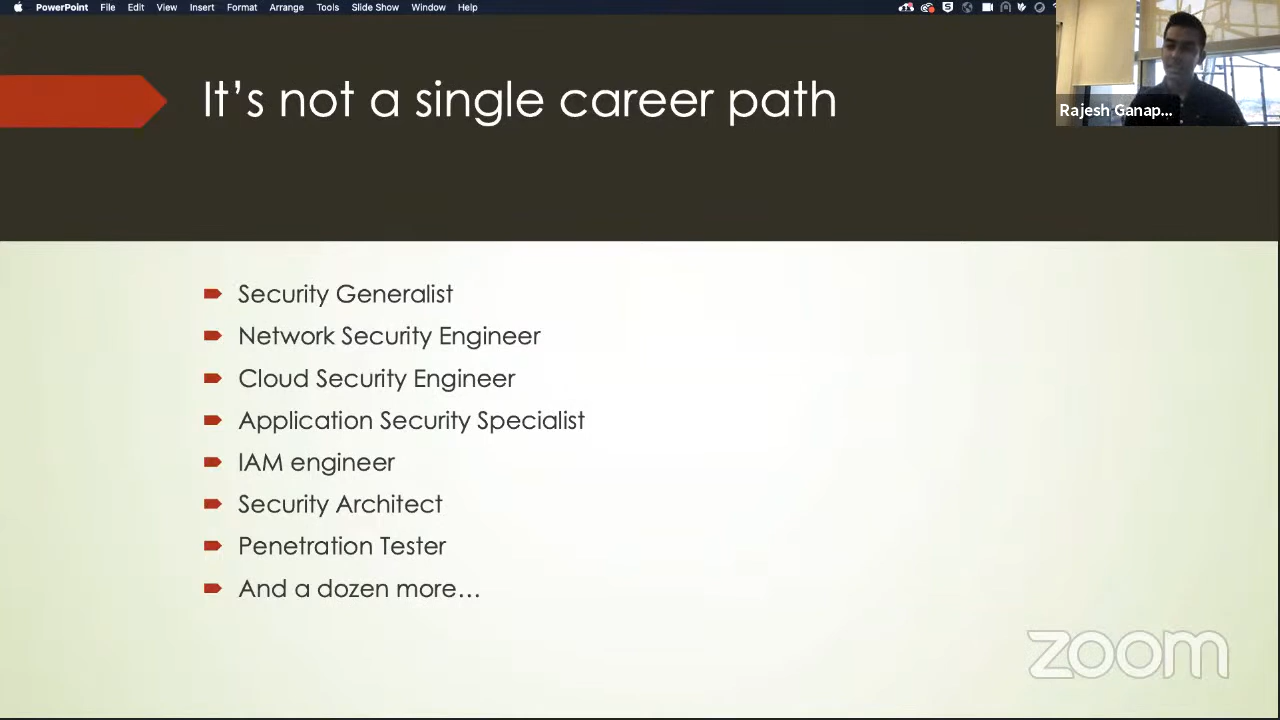 PowerPoint File Edit View Insert Format Arrange Tools Slide Show Window Help
It’s not a single career path
Rajesh Ganap...
Security Generalist
Network Security Engineer
Cloud Security Engineer
Application Security Specialist
IAM engineer
Security Architect
Penetration Tester
And a dozen more…
zoom